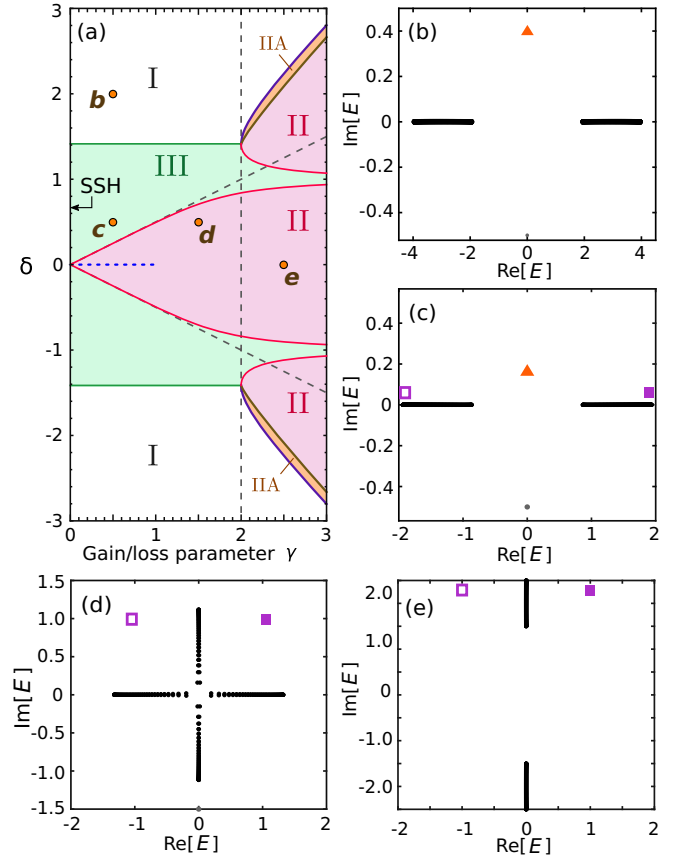 (a)
I
IIA
II
b
III
SSH
c
d
II
e
II
I
IIA
δ
3
2
1
0
-1
-2
-3
0
1
2
3
Gain/loss parameter γ
(b)
Im[E]
0.4
0.2
0
-0.2
-0.4
-4
-2
0
2
4
Re[E]
(c)
Im[E]
0.4
0.2
0
-0.2
-0.4
-2
-1
0
1
2
Re[E]
(d)
Im[E]
1.5
1.0
0.5
0
-0.5
-1.0
-1.5
-2
-1
0
1
2
Re[E]
(e)
Im[E]
2.0
1.0
0
-1.0
-2.0
-2
-1
0
1
2
Re[E]